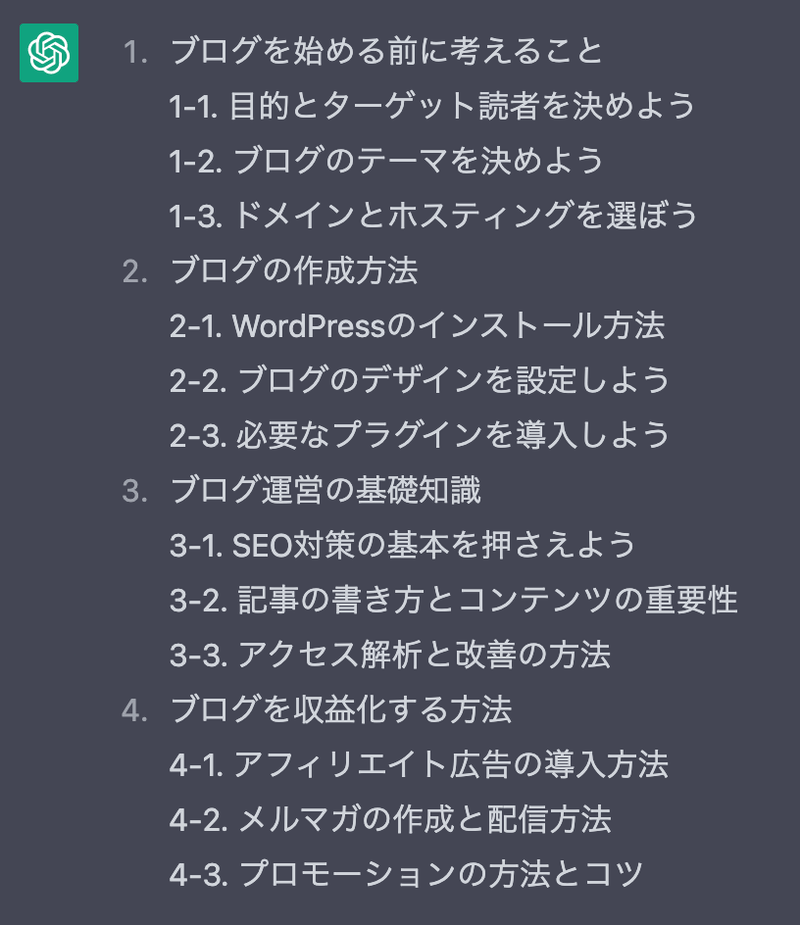 1. ブログを始める前に考えること
1-1. 目的とターゲット読者を決めよう
1-2. ブログのテーマを決めよう
1-3. ドメインとホスティングを選ぼう
2. ブログの作成方法
2-1. WordPressのインストール方法
2-2. ブログのデザインを設定しよう
2-3. 必要なプラグインを導入しよう
3. ブログ運営の基礎知識
3-1. SEO対策の基本を押さえよう
3-2. 記事の書き方とコンテンツの重要性
3-3. アクセス解析と改善の方法
4. ブログを収益化する方法
4-1. アフィリエイト広告の導入方法
4-2. メルマガの作成と配信方法
4-3. プロモーションの方法とコツ